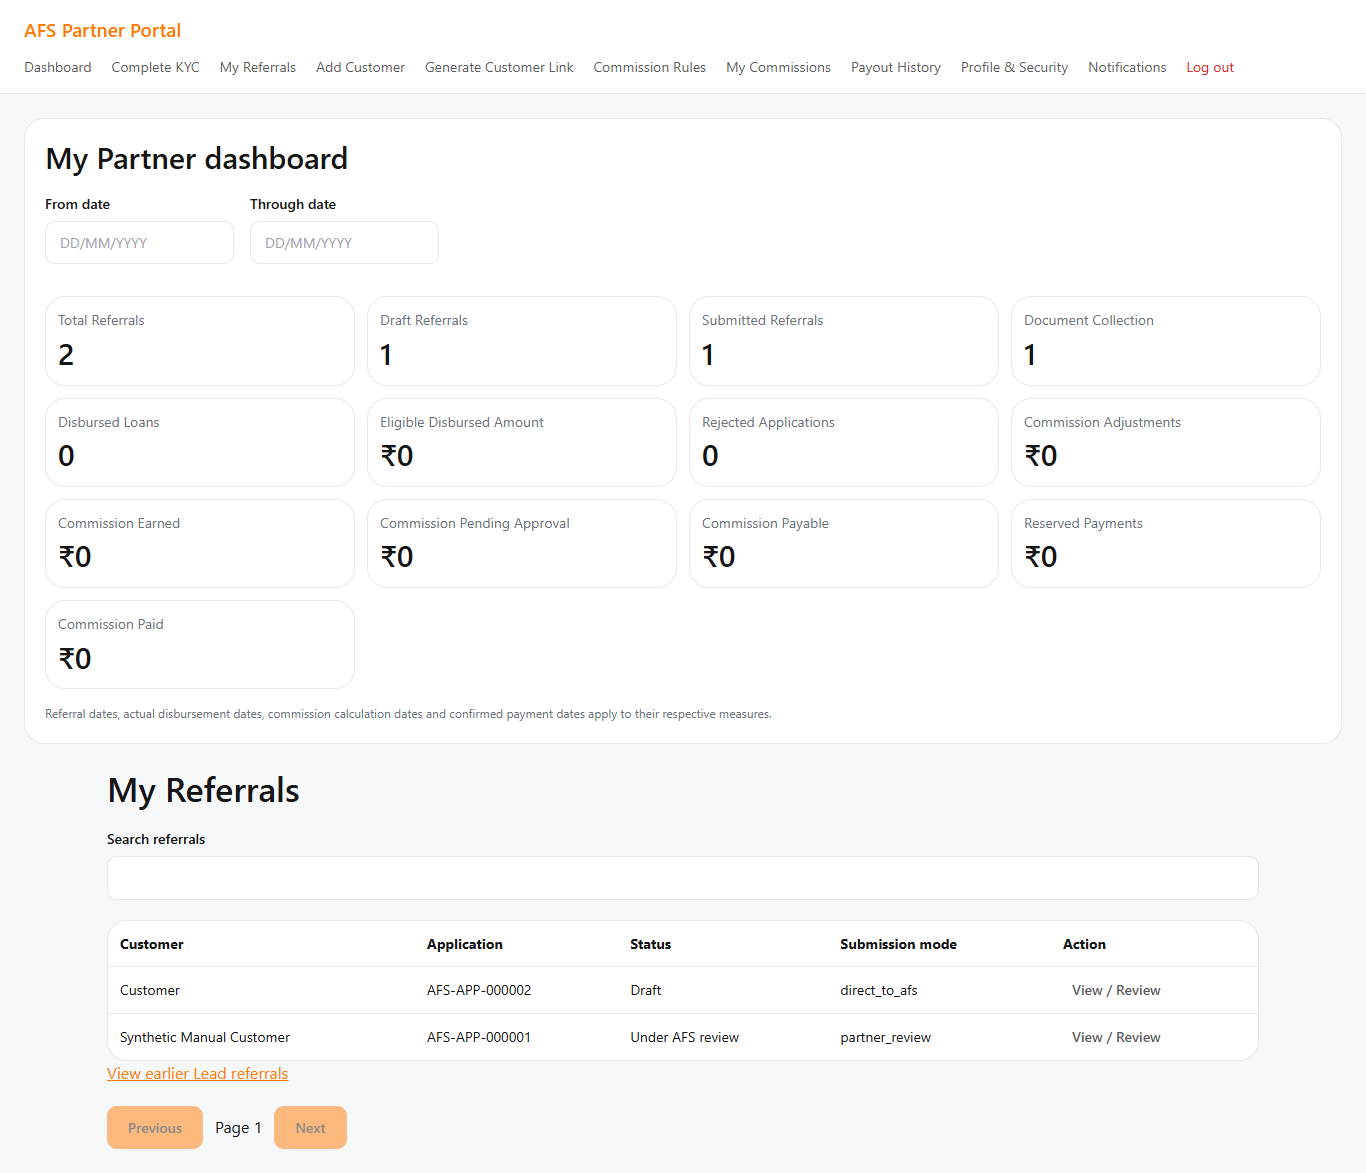 AFS Partner Portal
Dashboard Complete KYC My Referrals Add Customer Generate Customer Link Commission Rules My Commissions Payout History Profile & Security Notifications Log out
My Partner dashboard
From date Through date
DD/MM/YYYY DD/MM/YYYY
Total Referrals Draft Referrals Submitted Referrals Document Collection
2 1 1 1
Disbursed Loans Eligible Disbursed Amount Rejected Applications Commission Adjustments
0 ₹0 0 ₹0
Commission Earned Commission Pending Approval Commission Payable Reserved Payments
₹0 ₹0 ₹0 ₹0
Commission Paid
₹0
Referral dates, actual disbursement dates, commission calculation dates and confirmed payment dates apply to their respective measures.
My Referrals
Search referrals
Customer Application Status Submission mode Action
Customer AFS-APP-000002 Draft direct_to_afs View / Review
Synthetic Manual Customer AFS-APP-000001 Under AFS review partner_review View / Review
View earlier Lead referrals
Previous Page 1 Next